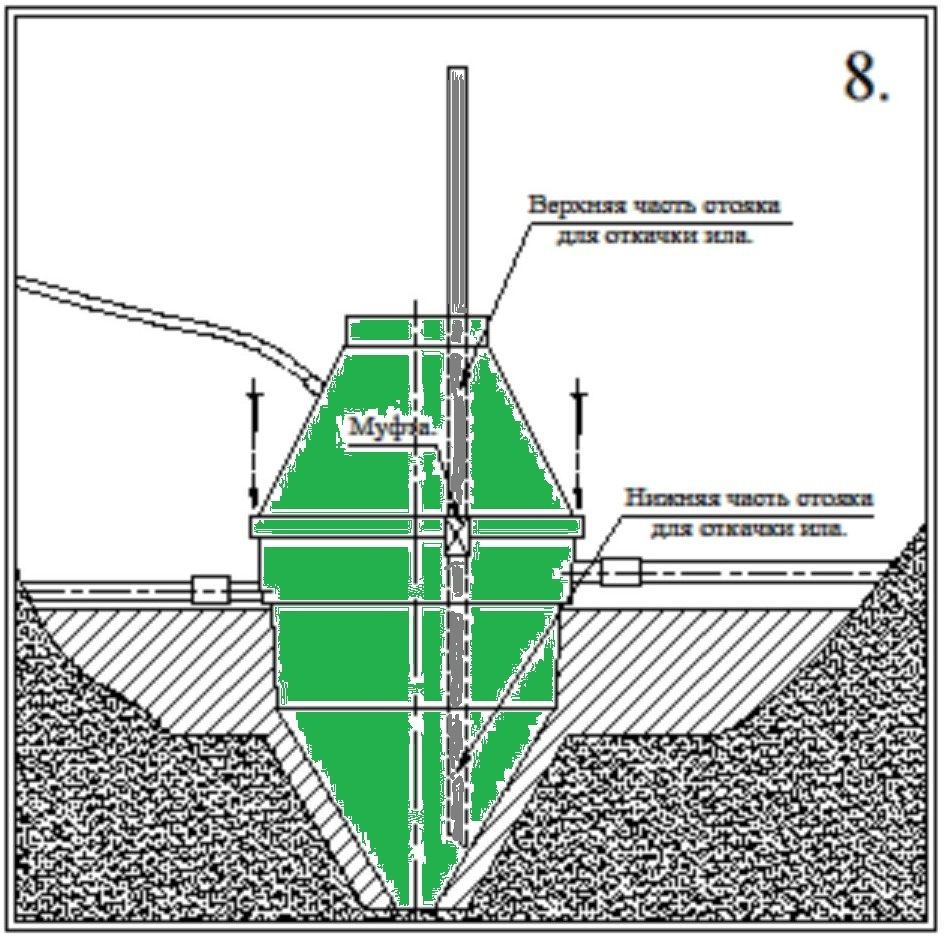 8.
Верхняя часть стояка
для откачки ила.
Муфта.
Нижняя часть стояка
для откачки ила.